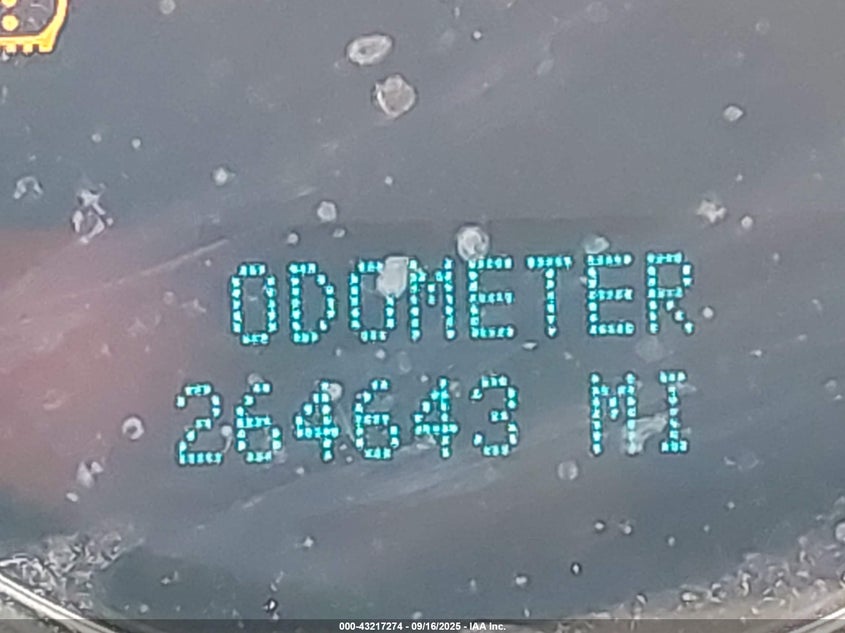 ODOMETER
264643 MI
000-43217274 - 09/16/2025 - IAA Inc.